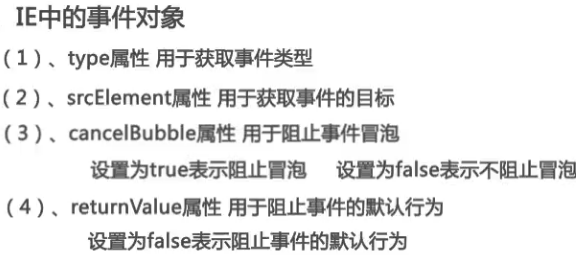 IE中的事件对象
（1）、type属性 用于获取事件类型
（2）、srcElement属性 用于获取事件的目标
（3）、cancelBubble属性 用于阻止事件冒泡
设置为true表示阻止冒泡 设置为false表示不阻止冒泡
（4）、returnValue属性 用于阻止事件的默认行为
设置为false表示阻止事件的默认行为